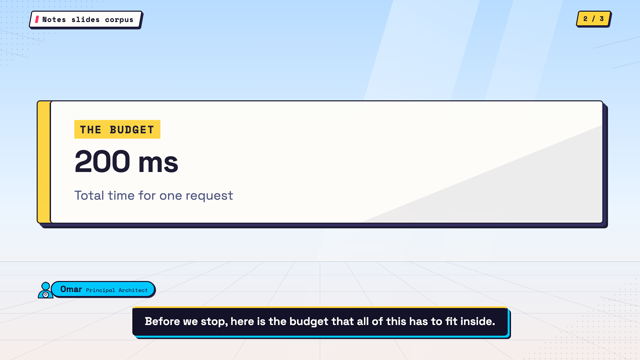 Notes slides corpus
2 / 3
THE BUDGET
200 ms
Total time for one request
Omar Principal Architect
Before we stop, here is the budget that all of this has to fit inside.